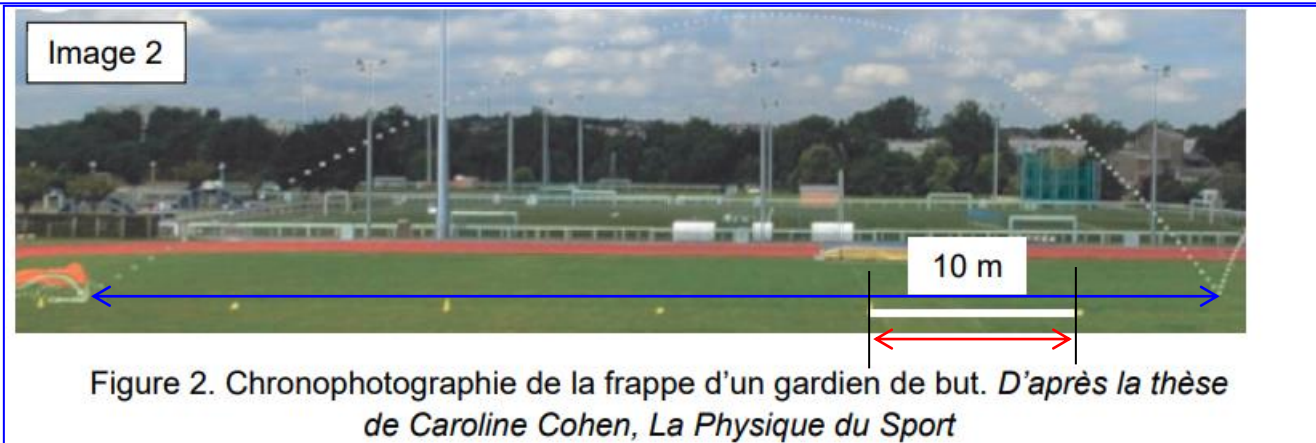 Image 2
10 m
Figure 2. Chronophotographie de la frappe d'un gardien de but. D'après la thèse
de Caroline Cohen, La Physique du Sport